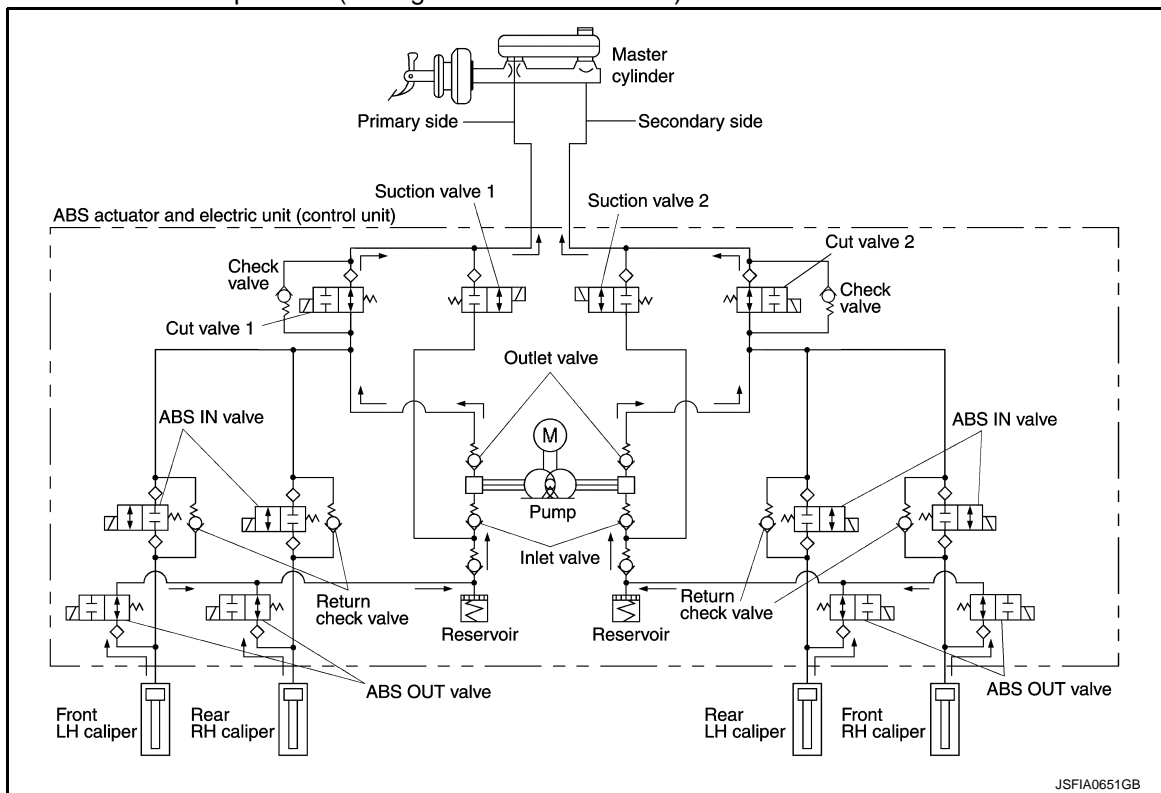 Master
cylinder
Primary side
Secondary side
Suction valve 1
Suction valve 2
ABS actuator and electric unit (control unit)
Cut valve 2
Check
valve
Check
valve
Cut valve 1
Outlet valve
ABS IN valve
ABS IN valve
M
Pump
Inlet valve
Return
check valve
Return
check valve
Reservoir
Reservoir
ABS OUT valve
ABS OUT valve
Front
LH caliper
Rear
RH caliper
Rear
LH caliper
Front
RH caliper
JSFIA0651GB